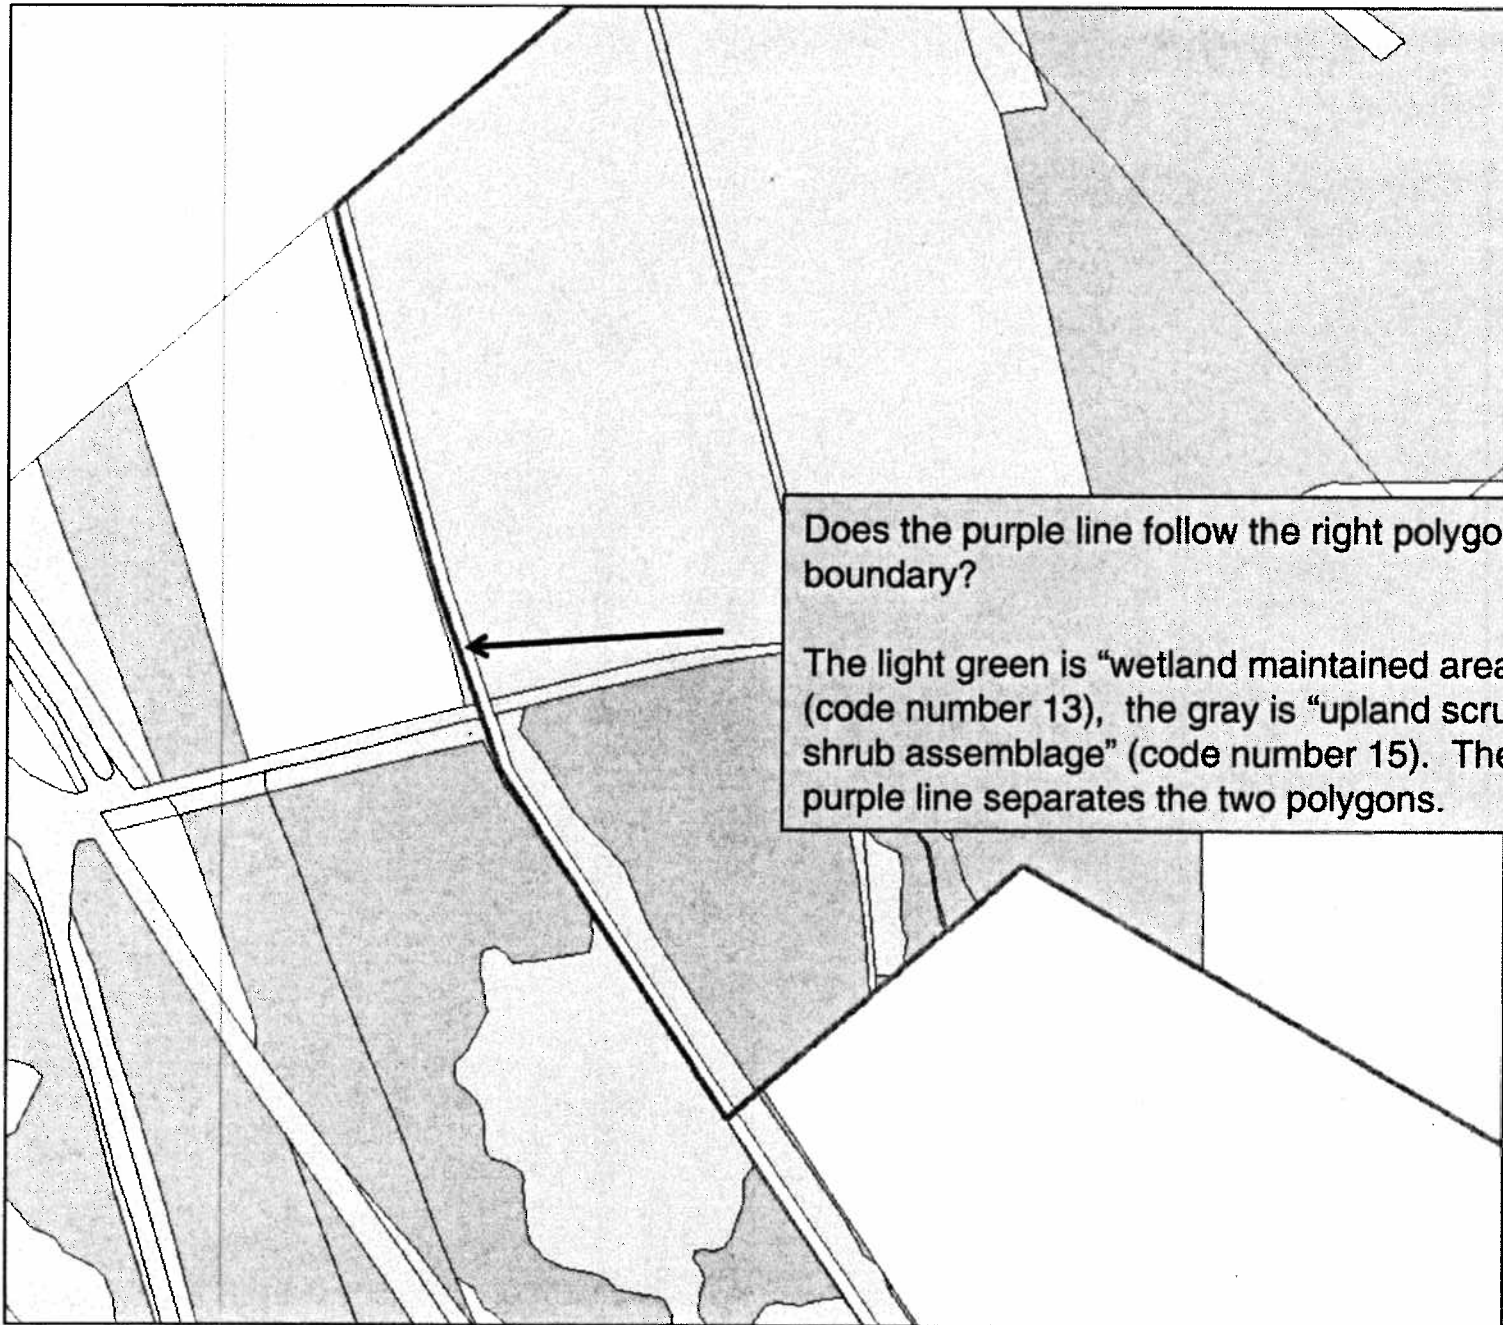 Does the purple line follow the right polygo
boundary?
The light green is “wetland maintained area
(code number 13), the gray is “upland scru
shrub assemblage” (code number 15). The
purple line separates the two polygons.